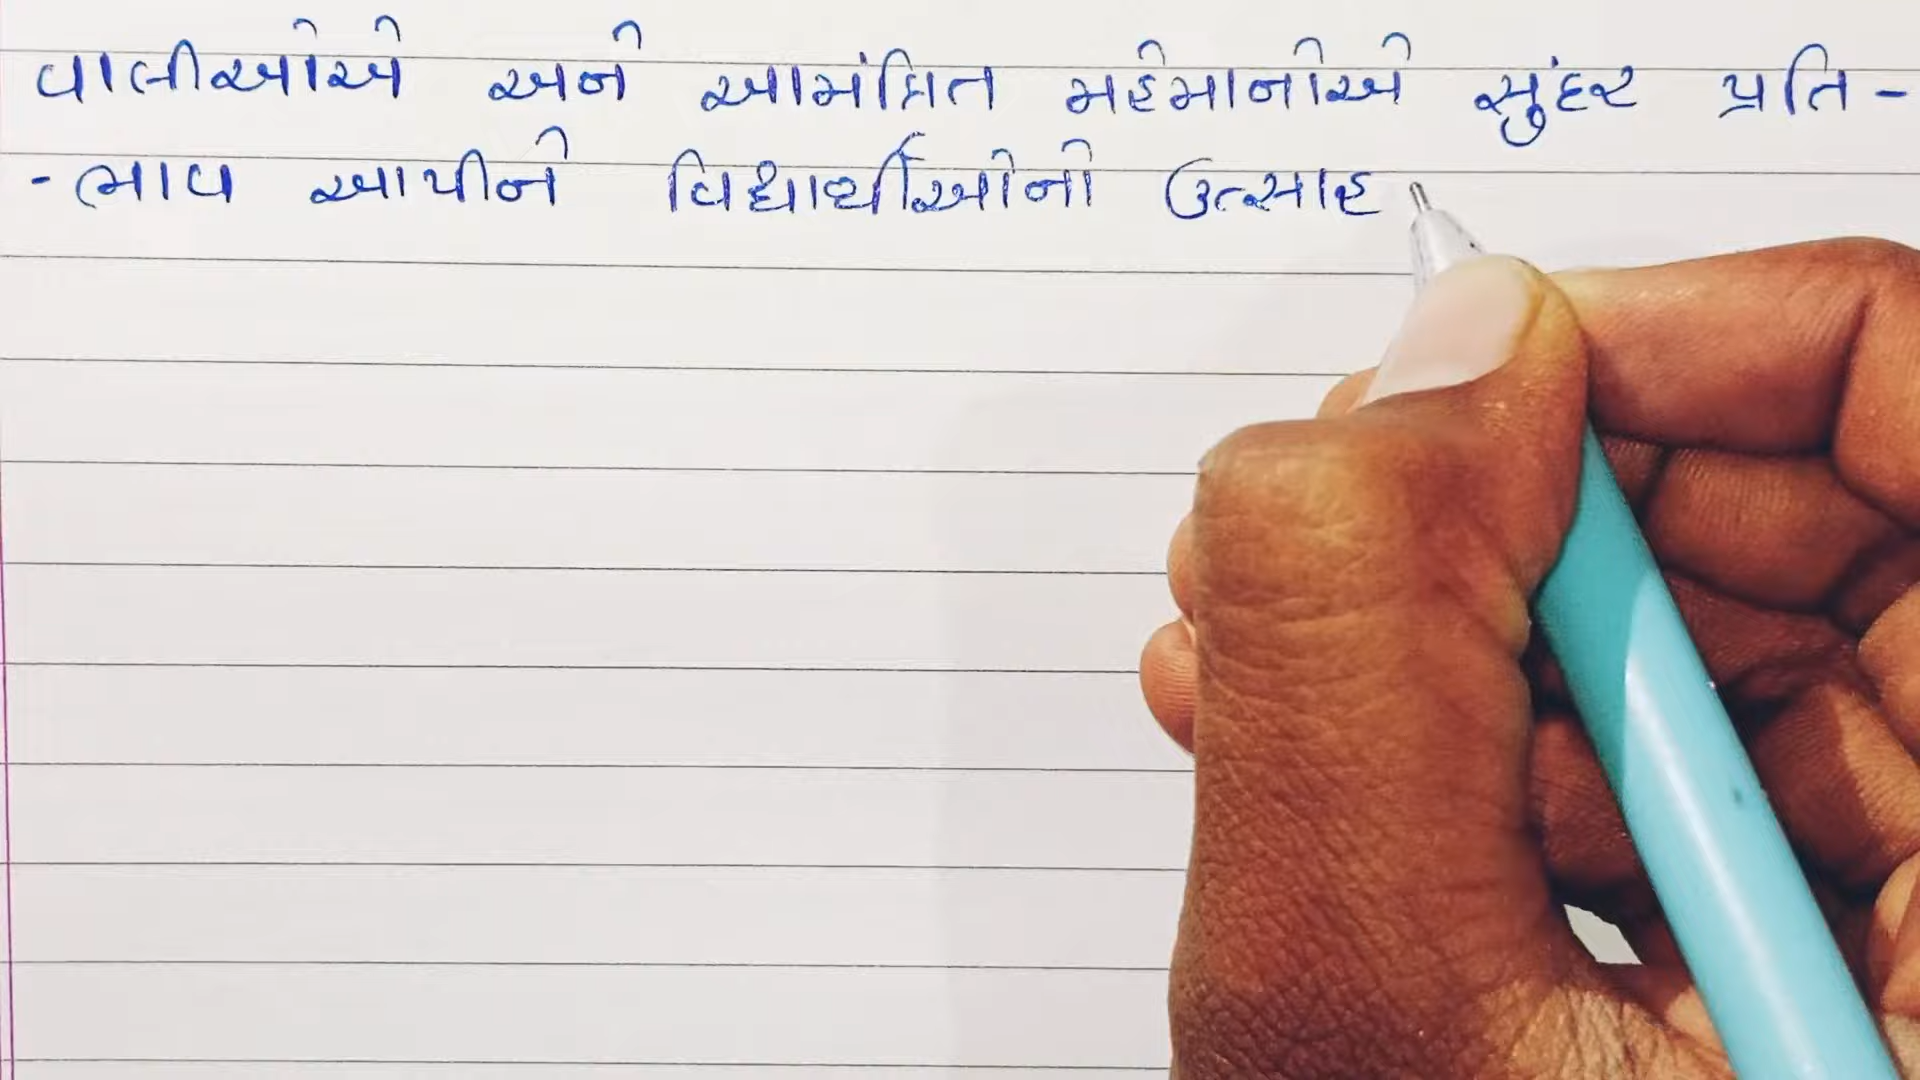 વાલીઓએ અને આમંત્રિત મહેમાનોએ સુંદર પ્રતિ-
-ભાવ આપીને વિદ્યાર્થીઓનો ઉત્સાહ